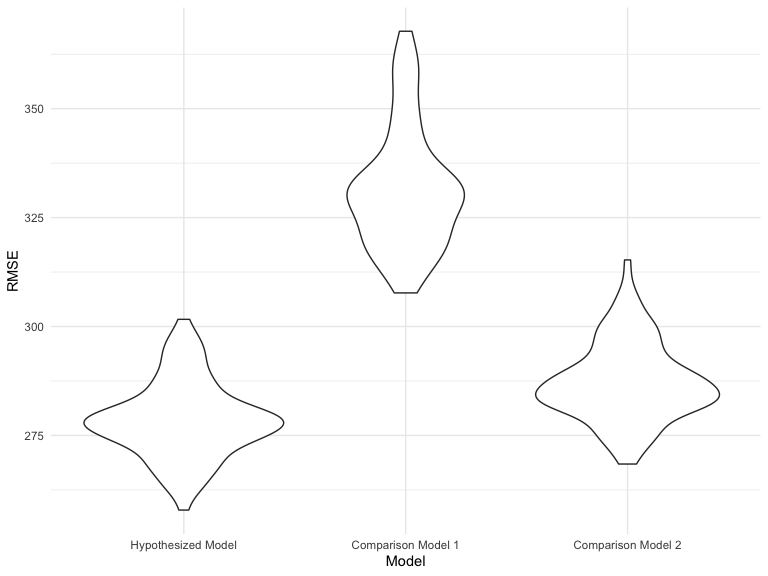 RMSE
350
325
300
275
Hypothesized Model
Comparison Model 1
Comparison Model 2
Model